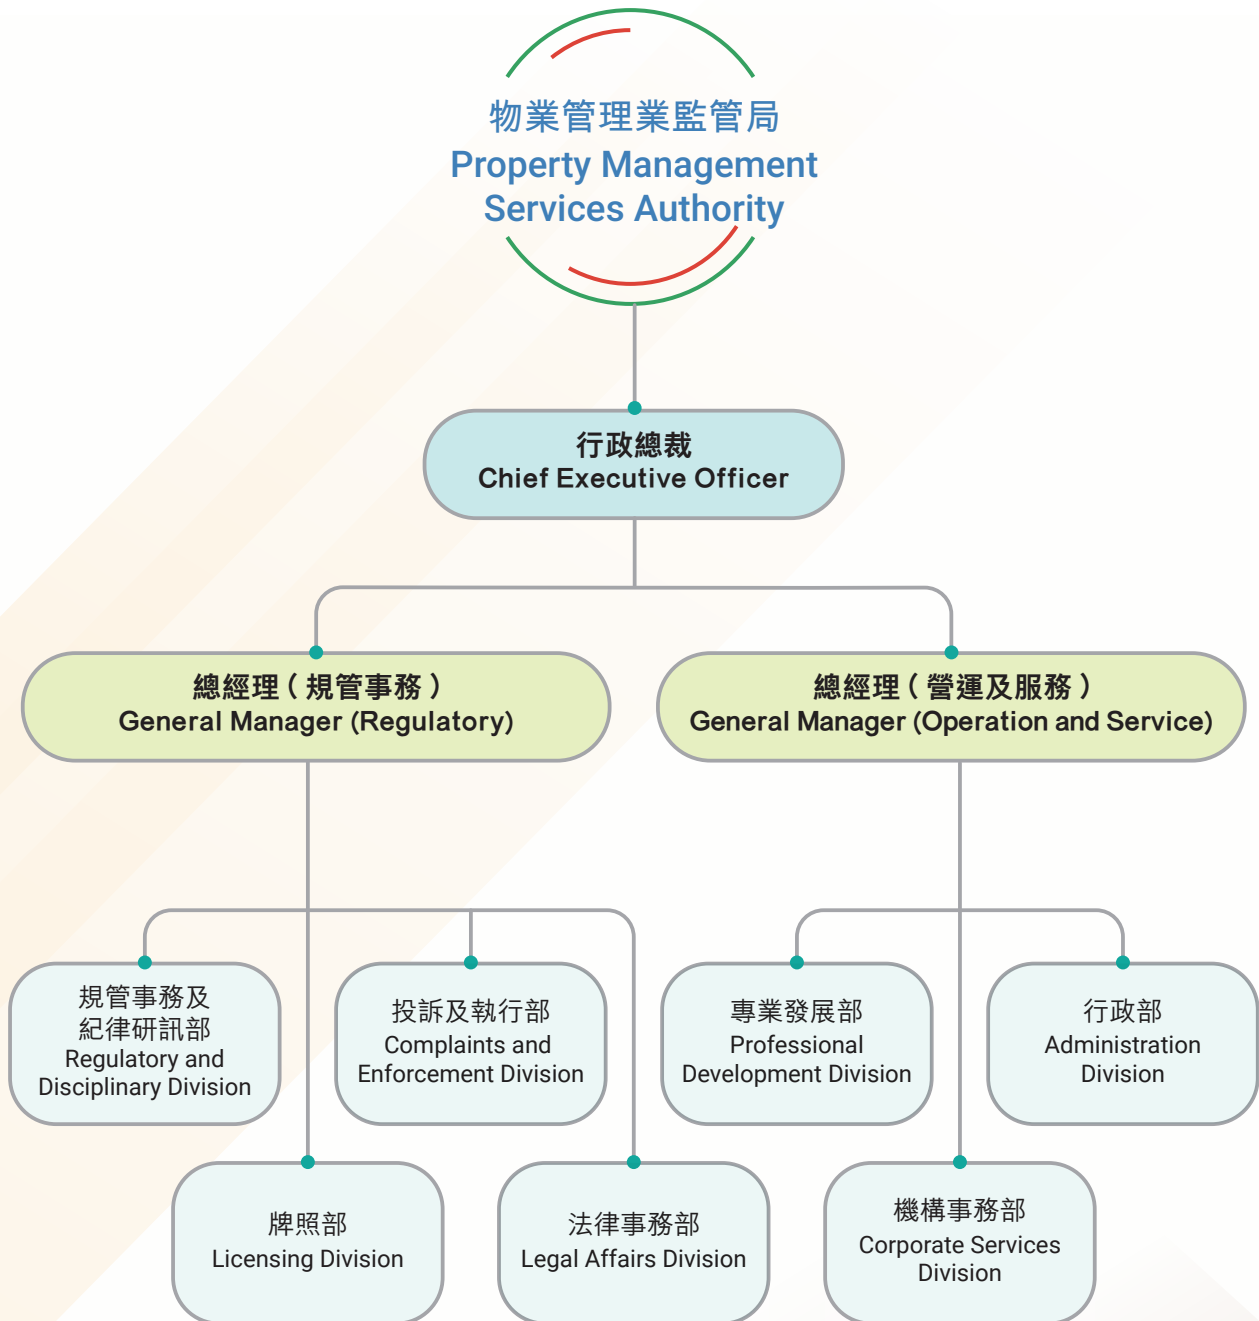 物業管理業監管局
Property Management
Services Authority
行政總裁
Chief Executive Officer
總經理（規管事務）
General Manager (Regulatory)
總經理（營運及服務）
General Manager (Operation and Service)
規管事務及
紀律研訊部
Regulatory and
Disciplinary Division
投訴及執行部
Complaints and
Enforcement Division
專業發展部
Professional
Development Division
行政部
Administration
Division
牌照部
Licensing Division
法律事務部
Legal Affairs Division
機構事務部
Corporate Services
Division